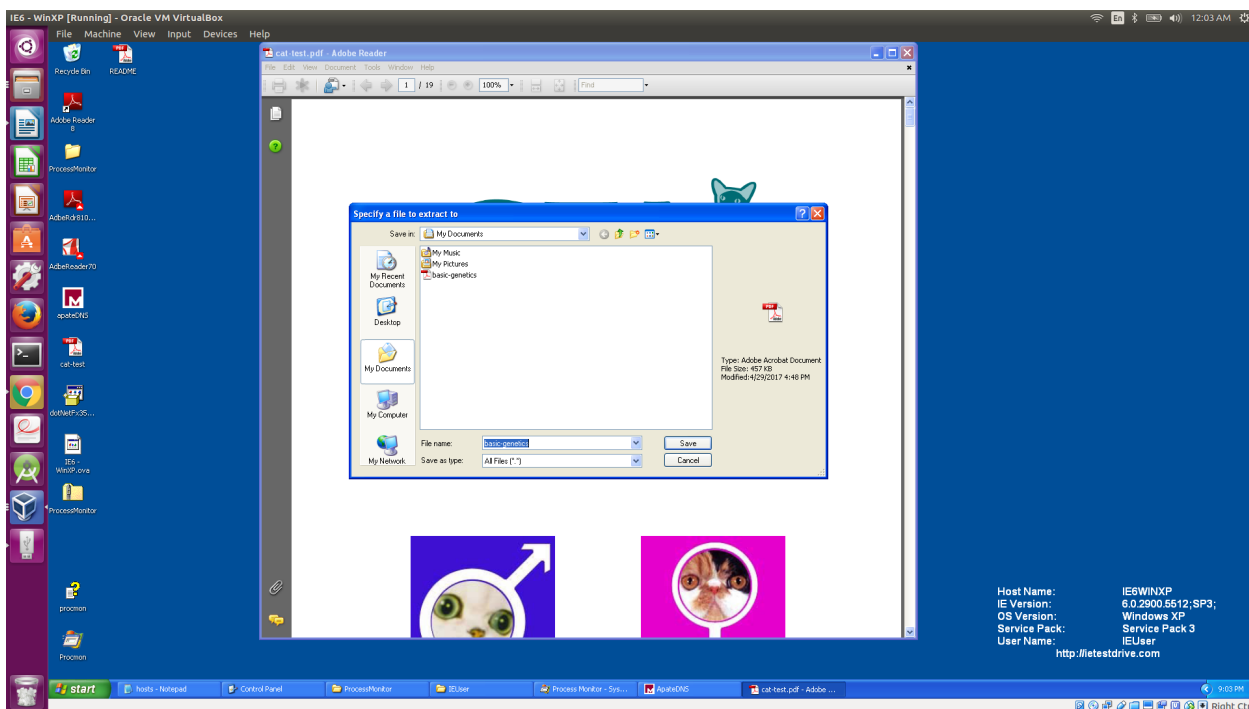 IE6 - WinXP [Running] - Oracle VM VirtualBox
En
12:03 AM
File Machine View Input Devices Help
Recycle Bin
README
Adobe Reader
8
ProcessMonitor
AdbeRdr810...
AdbeReader70
apateDNS
cat-test
dotNetFx35...
IE6 -
WinXP.ova
ProcessMonitor
procmon
Procmon
cat-test.pdf - Adobe Reader
File Edit View Document Tools Window Help
1 / 19
100%
Find
Specify a file to extract to
Save in:
My Documents
My Recent
Documents
Desktop
My Documents
My Computer
My Network
My Music
My Pictures
basic-genetics
Type: Adobe Acrobat Document
File Size: 457 KB
Modified:4/29/2017 4:48 PM
File name:
basic-genetics
Save
Save as type:
All Files (*.*)
Cancel
Host Name: IE6WINXP
IE Version: 6.0.2900.5512;SP3;
OS Version: Windows XP
Service Pack: Service Pack 3
User Name: IEUser
http://ietestdrive.com
start
hosts - Notepad
Control Panel
ProcessMonitor
IEUser
Process Monitor - Sys...
ApateDNS
cat-test.pdf - Adobe ...
9:03 PM
Right Ct